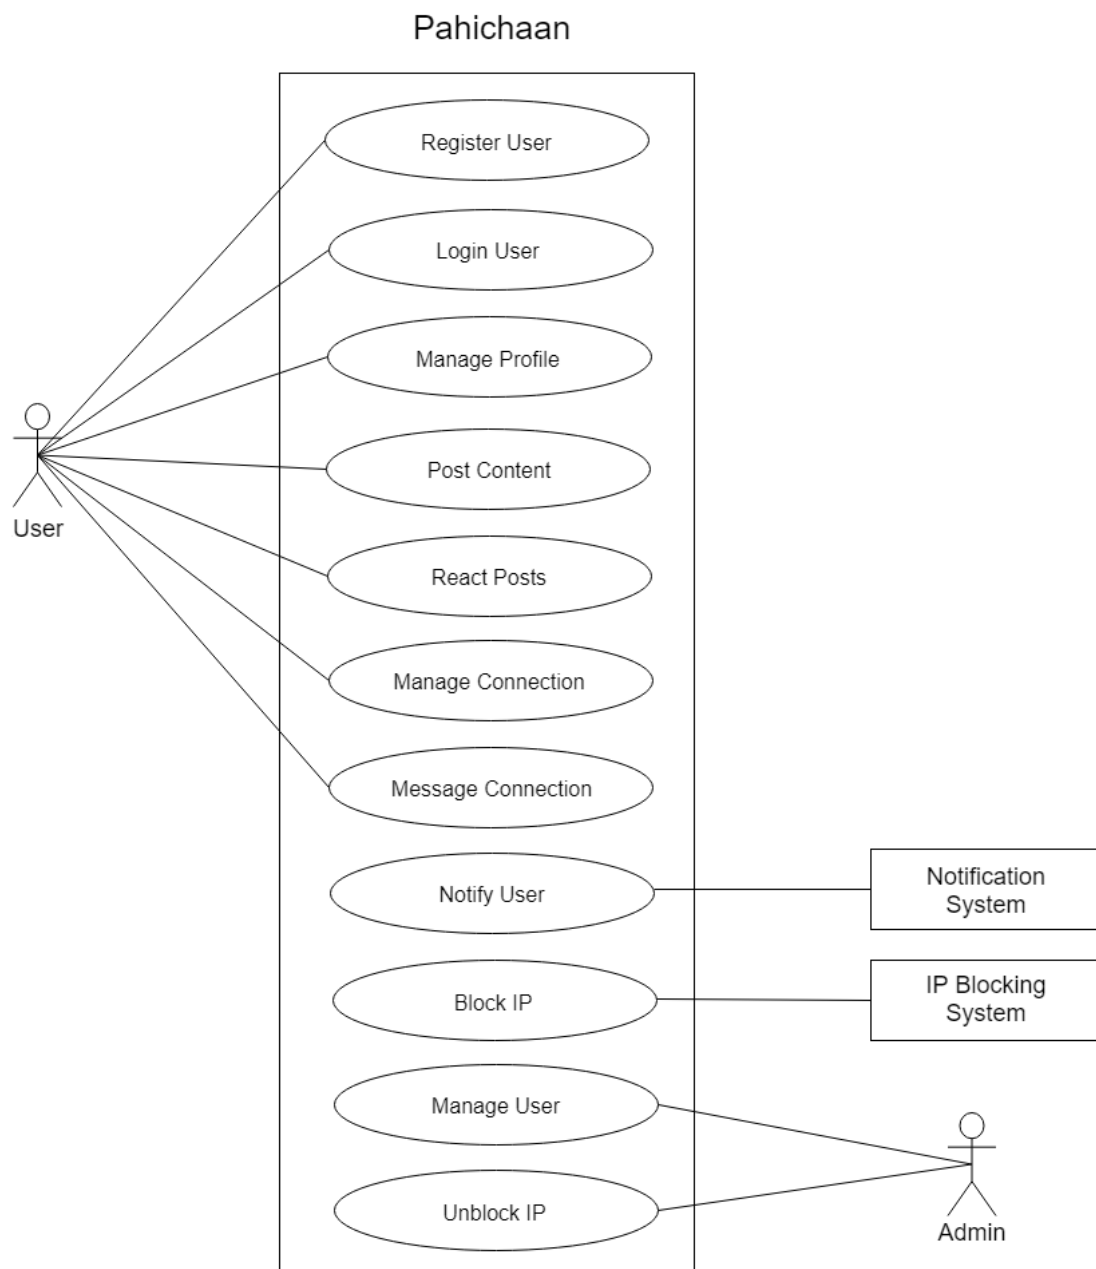 Pahichaan
Register User
Login User
Manage Profile
Post Content
User
React Posts
Manage Connection
Message Connection
Notify User
Notification
System
Block IP
IP Blocking
System
Manage User
Unblock IP
Admin